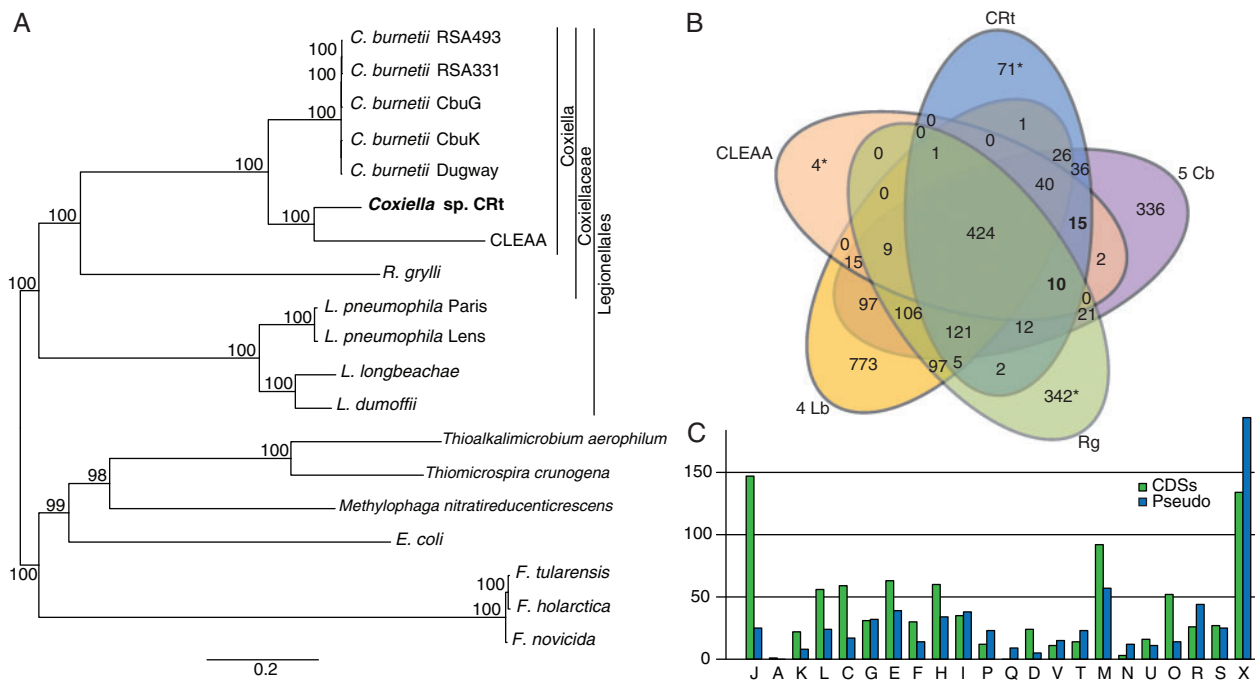 A
C. burnetii RSA493
100
C. burnetii RSA331
100
C. burnetii CbuG
100
C. burnetii CbuK
C. burnetii Dugway
100
Coxiella sp. CRt
100
CLEAA
100
R. grylli
100
L. pneumophila Paris
100
L. pneumophila Lens
100
L. longbeachae
100
L. dumoffii
Coxiella
Coxiellaceae
Legionellales
Thioalkalimicrobium aerophilum
100
Thiomicrospira crunogena
98
Methylophaga nitratireducenticrescens
99
E. coli
100
F. tularensis
100
F. holarctica
100
F. novicida
0.2
B
CRt
71*
CLEAA
4*
5 Cb
336
0
0
1
0
1
0
26
36
40
0
15
2
424
9
0
15
10
0
21
97
106
121
12
773
97
5
2
342*
4 Lb
Rg
C
150
100
50
0
CDSs
Pseudo
J A K L C G E F H I P Q D V T M N U O R S X